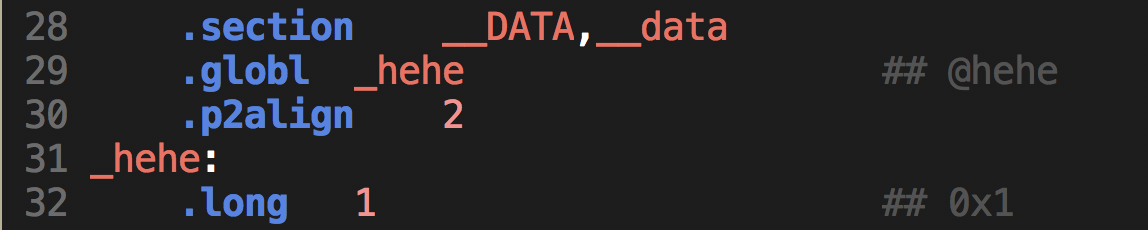 28 .section __DATA,__data
29 .globl _hehe ## @hehe
30 .p2align 2
31 _hehe:
32 .long 1 ## 0x1